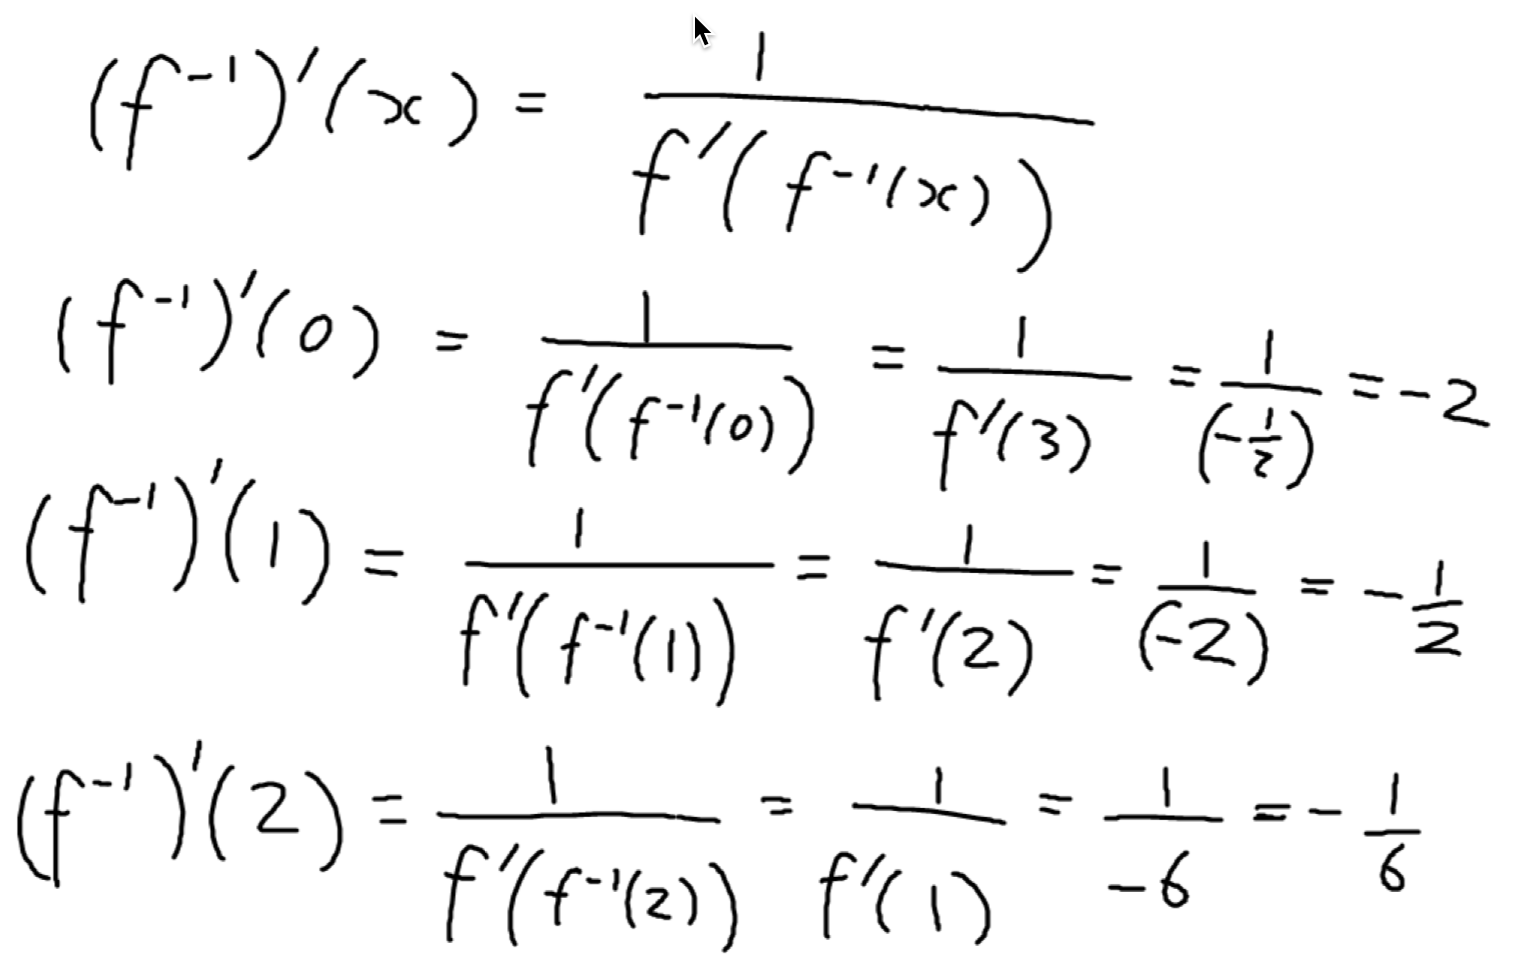 (f⁻¹)′(x) = 1/(f′(f⁻¹(x)))
(f⁻¹)′(0) = 1/(f′(f⁻¹(0))) = 1/(f′(3)) = 1/(-1/2) = -2
(f⁻¹)′(1) = 1/(f′(f⁻¹(1))) = 1/(f′(2)) = 1/(-2) = -1/2
(f⁻¹)′(2) = 1/(f′(f⁻¹(2))) = 1/(f′(1)) = 1/-6 = -1/6